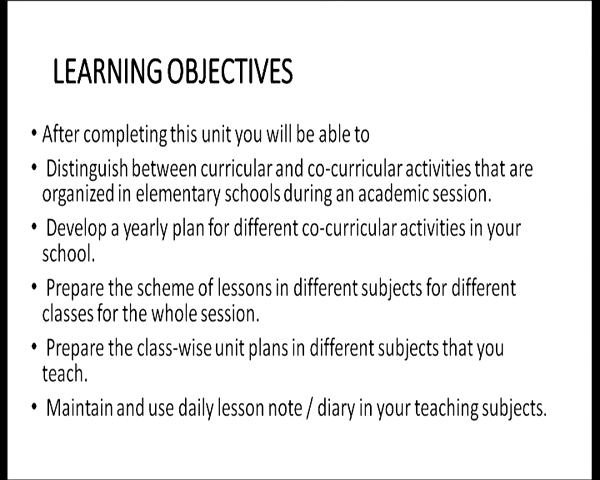 LEARNING OBJECTIVES
• After completing this unit you will be able to
• Distinguish between curricular and co-curricular activities that are
organized in elementary schools during an academic session.
• Develop a yearly plan for different co-curricular activities in your
school.
• Prepare the scheme of lessons in different subjects for different
classes for the whole session.
• Prepare the class-wise unit plans in different subjects that you
teach.
• Maintain and use daily lesson note / diary in your teaching subjects.